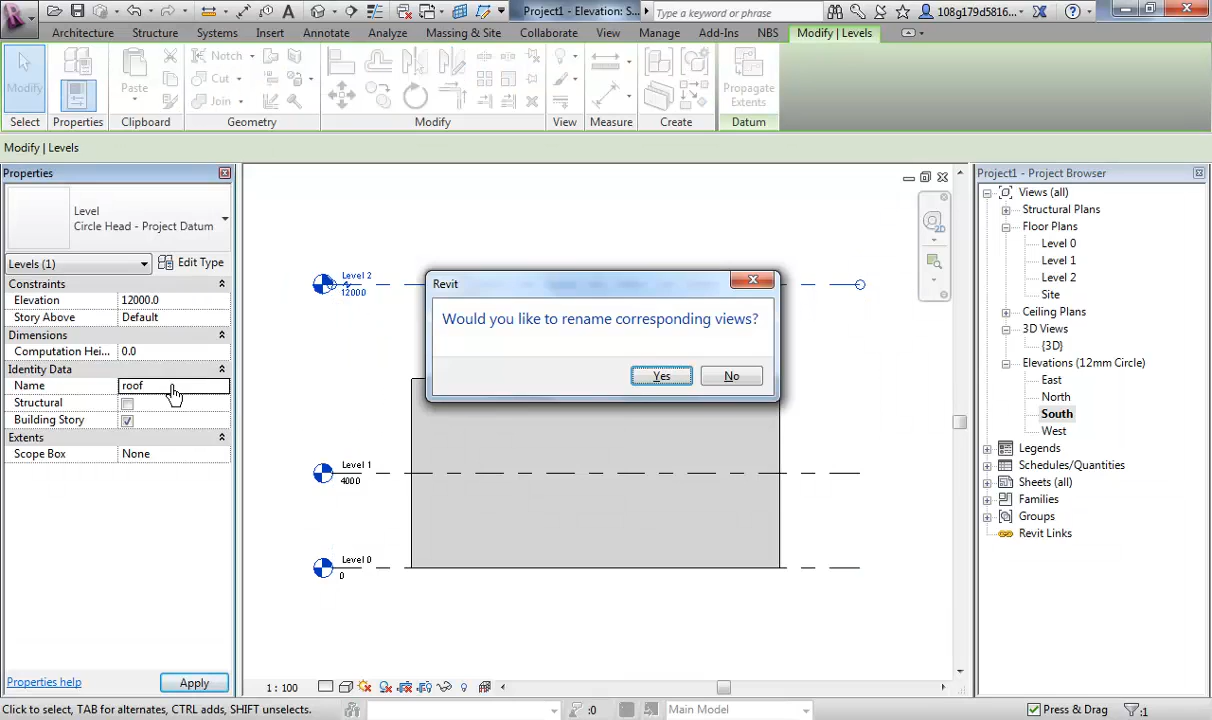 Project1 - Elevation: S...
Type a keyword or phrase
108g179d5816...
Architecture
Structure
Systems
Insert
Annotate
Analyze
Massing & Site
Collaborate
View
Manage
Add-Ins
NBS
Modify | Levels
Modify
Paste
Notch
Cut
Join
Propagate
Extents
Select
Properties
Clipboard
Geometry
Modify
View
Measure
Create
Datum
Modify | Levels
Properties
Level
Circle Head - Project Datum
Levels (1)
Edit Type
Constraints
Elevation 12000.0
Story Above Default
Dimensions
Computation Hei... 0.0
Identity Data
Name roof
Structural
Building Story
Extents
Scope Box None
Properties help
Apply
Level 2
12000
Level 1
4000
Level 0
0
2D
Revit
Would you like to rename corresponding views?
Yes
No
Project1 - Project Browser
Views (all)
Structural Plans
Floor Plans
Level 0
Level 1
Level 2
Site
Ceiling Plans
3D Views
{3D}
Elevations (12mm Circle)
East
North
South
West
Legends
Schedules/Quantities
Sheets (all)
Families
Groups
Revit Links
1 : 100
Click to select, TAB for alternates, CTRL adds, SHIFT unselects.
:0
Main Model
Press & Drag
:1